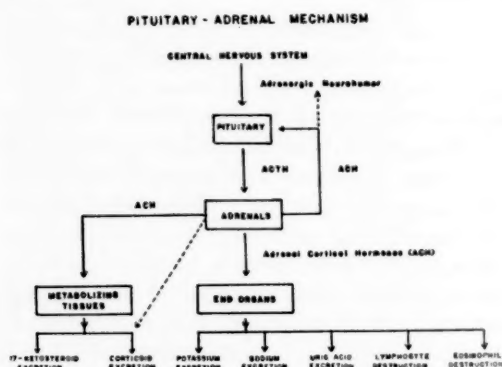 PITUITARY - ADRENAL MECHANISM
CENTRAL NERVOUS SYSTEM
Adrenergic Neurohumor
PITUITARY
ACTH
ACH
ACH
ADRENALS
Adrenal Cortical Hormones (ACH)
METABOLIZING
TISSUES
END ORGANS
17-KETOSTEROID
EXCRETION
CORTICOID
EXCRETION
POTASSIUM
EXCRETION
SODIUM
EXCRETION
URIC ACID
EXCRETION
LYMPHOCYTE
DESTRUCTION
EOSINOPHIL
DESTRUCTION